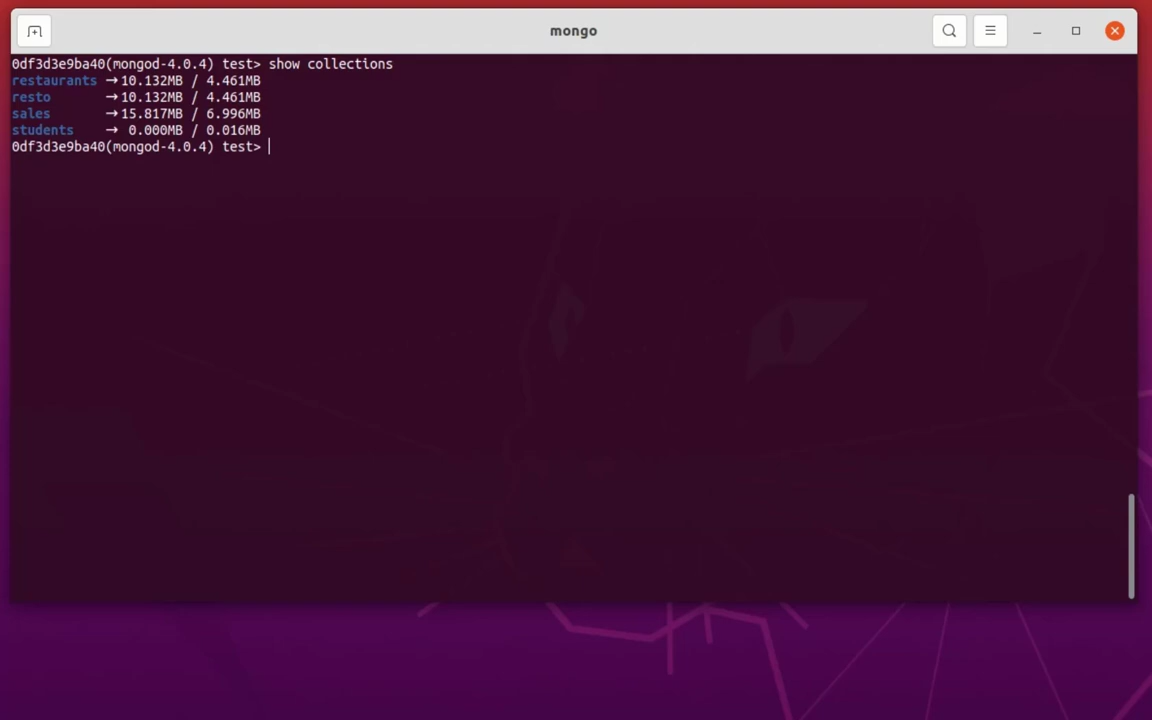 mongo
0df3d3e9ba40(mongod-4.0.4) test> show collections
restaurants → 10.132MB / 4.461MB
resto → 10.132MB / 4.461MB
sales → 15.817MB / 6.996MB
students → 0.000MB / 0.016MB
0df3d3e9ba40(mongod-4.0.4) test>